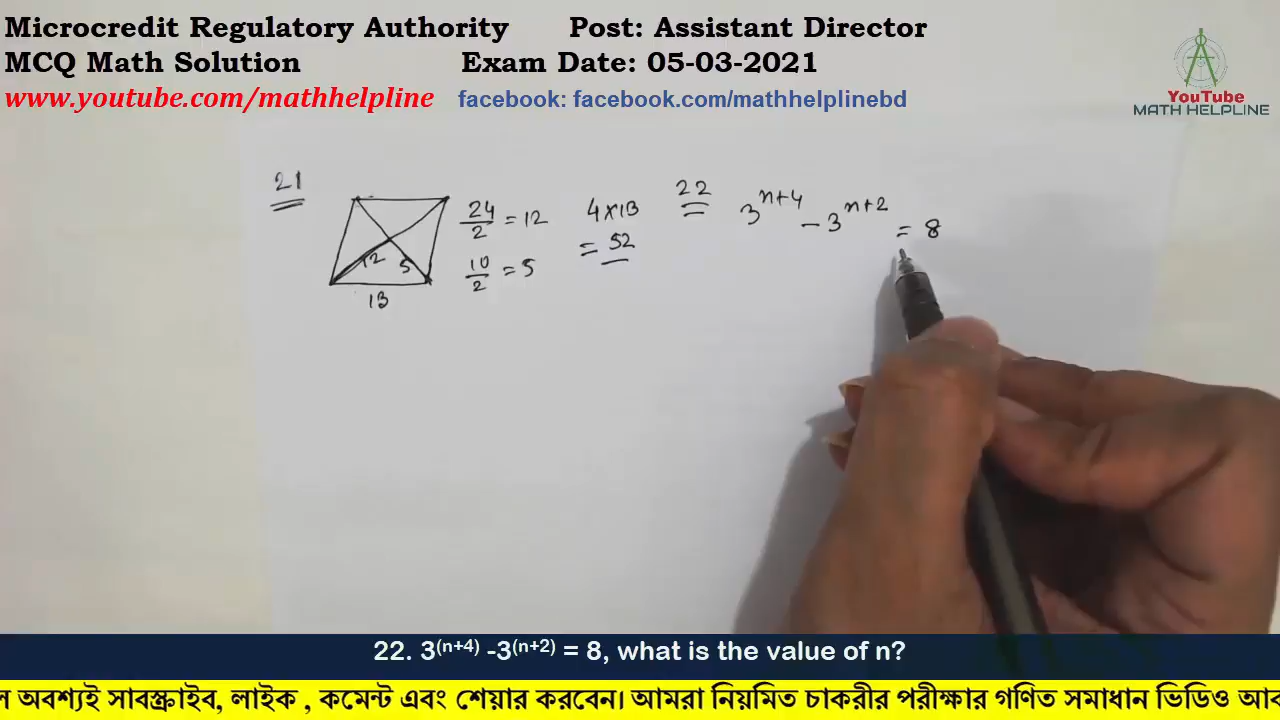 Microcredit Regulatory Authority Post: Assistant Director
MCQ Math Solution Exam Date: 05-03-2021
www.youtube.com/mathhelpline facebook: facebook.com/mathhelplinebd
YouTube
MATH HELPLINE
21
24/2 = 12
10/2 = 5
12
5
13
4×13
= 52
22
3^(n+4) - 3^(n+2) = 8
22. 3^(n+4) -3^(n+2) = 8, what is the value of n?
অবশ্যই সাবস্ক্রাইব, লাইক , কমেন্ট এবং শেয়ার করবেন। আমরা নিয়মিত চাকরীর পরীক্ষার গণিত সমাধান ভিডিও